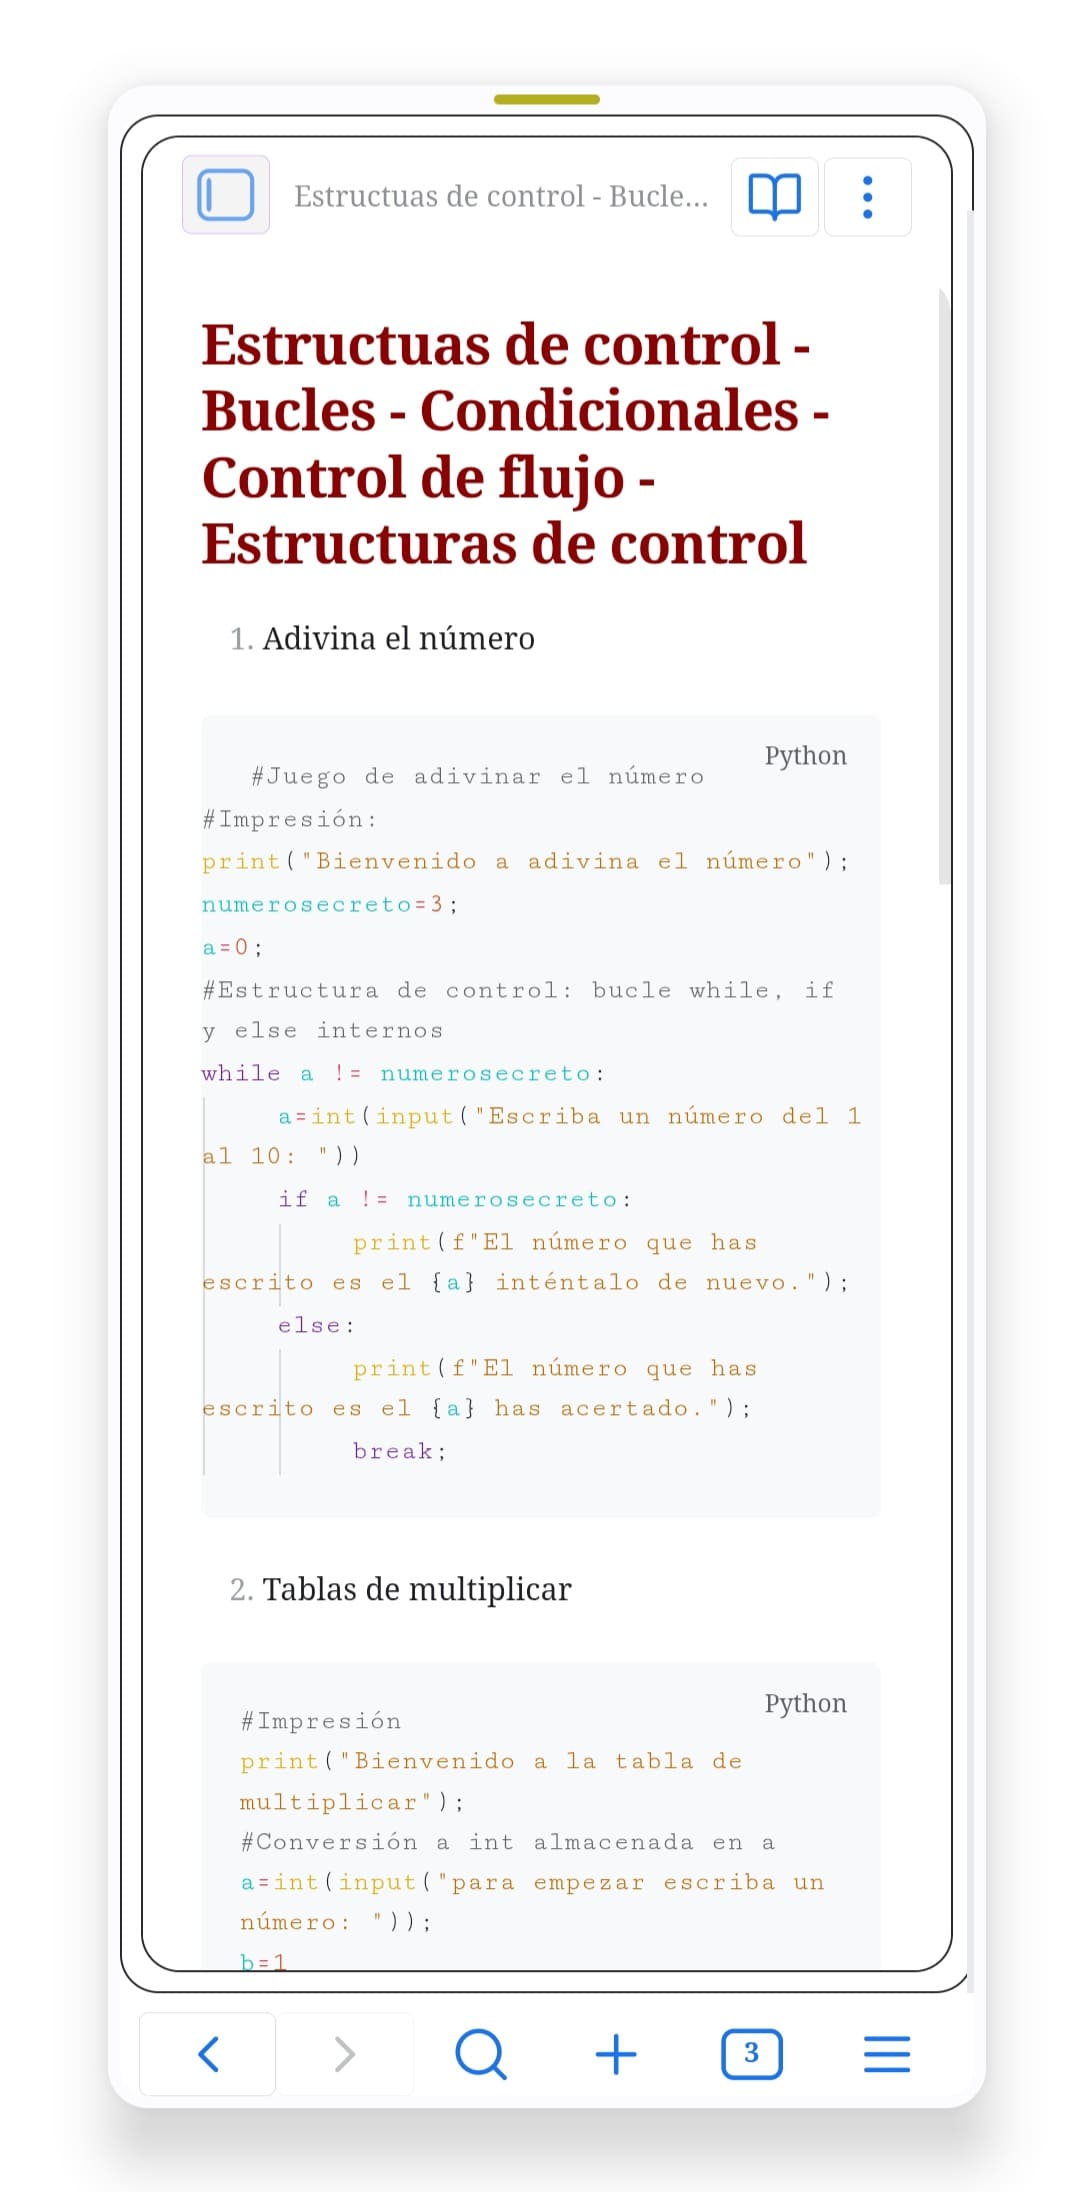 Estructuas de control - Bucle...
Estructuas de control -
Bucles - Condicionales -
Control de flujo -
Estructuras de control
1. Adivina el número
Python
#Juego de adivinar el número
#Impresión:
print("Bienvenido a adivina el número");
numerosecreto=3;
a=0;
#Estructura de control: bucle while, if
y else internos
while a != numerosecreto:
a=int(input("Escriba un número del 1
al 10: "))
if a != numerosecreto:
print(f"El número que has
escrito es el {a} inténtalo de nuevo.");
else:
print(f"El número que has
escrito es el {a} has acertado.");
break;
2. Tablas de multiplicar
Python
#Impresión
print("Bienvenido a la tabla de
multiplicar");
#Conversión a int almacenada en a
a=int(input("para empezar escriba un
número: "));
b=1
3